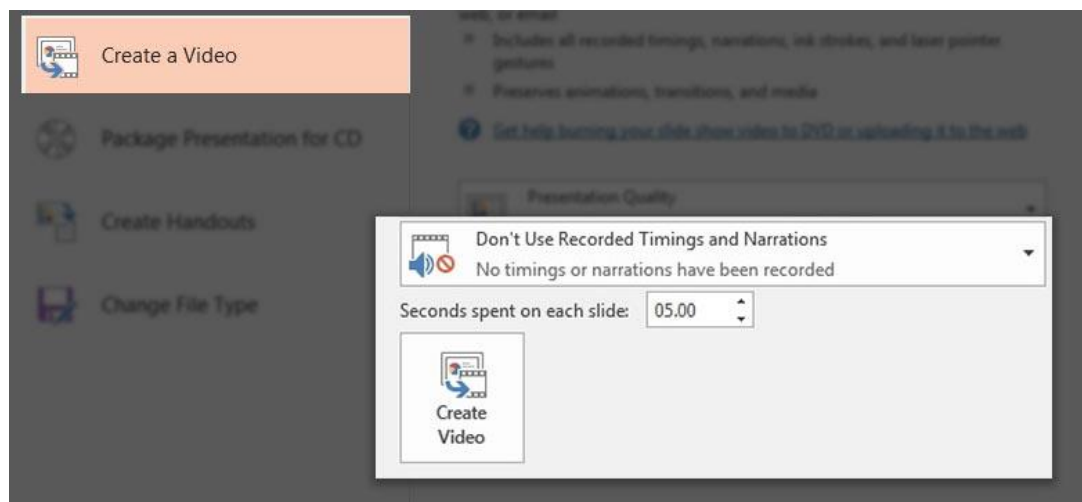 web, or email
Create a Video
Includes all recorded timings, narrations, ink strokes, and laser pointer
gestures
Preserves animations, transitions, and media
Package Presentation for CD
Get help burning your slide show video to DVD or uploading it to the web
Presentation Quality
Create Handouts
Don't Use Recorded Timings and Narrations
No timings or narrations have been recorded
Change File Type
Seconds spent on each slide: 05.00
Create
Video